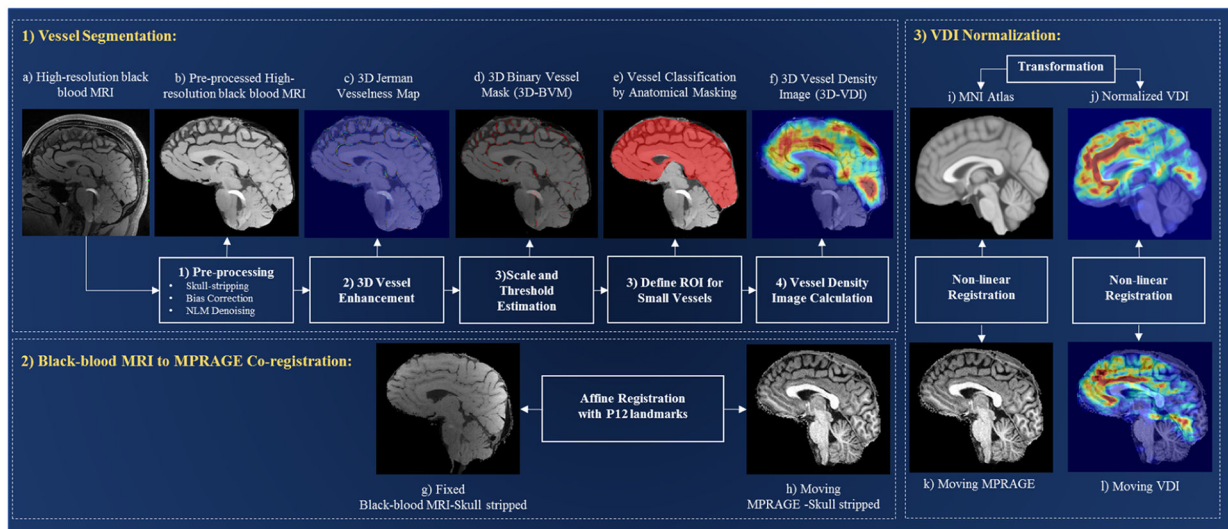 1) Vessel Segmentation:
a) High-resolution black
blood MRI
b) Pre-processed High-
resolution black blood MRI
c) 3D Jerman
Vesselness Map
d) 3D Binary Vessel
Mask (3D-BVM)
e) Vessel Classification
by Anatomical Masking
f) 3D Vessel Density
Image (3D-VDI)
1) Pre-processing
• Skull-stripping
• Bias Correction
• NLM Denoising
2) 3D Vessel
Enhancement
3)Scale and
Threshold
Estimation
3) Define ROI for
Small Vessels
4) Vessel Density
Image Calculation
2) Black-blood MRI to MPRAGE Co-registration:
Affine Registration
with P12 landmarks
g) Fixed
Black-blood MRI-Skull stripped
h) Moving
MPRAGE -Skull stripped
3) VDI Normalization:
Transformation
i) MNI Atlas
j) Normalized VDI
Non-linear
Registration
Non-linear
Registration
k) Moving MPRAGE
l) Moving VDI